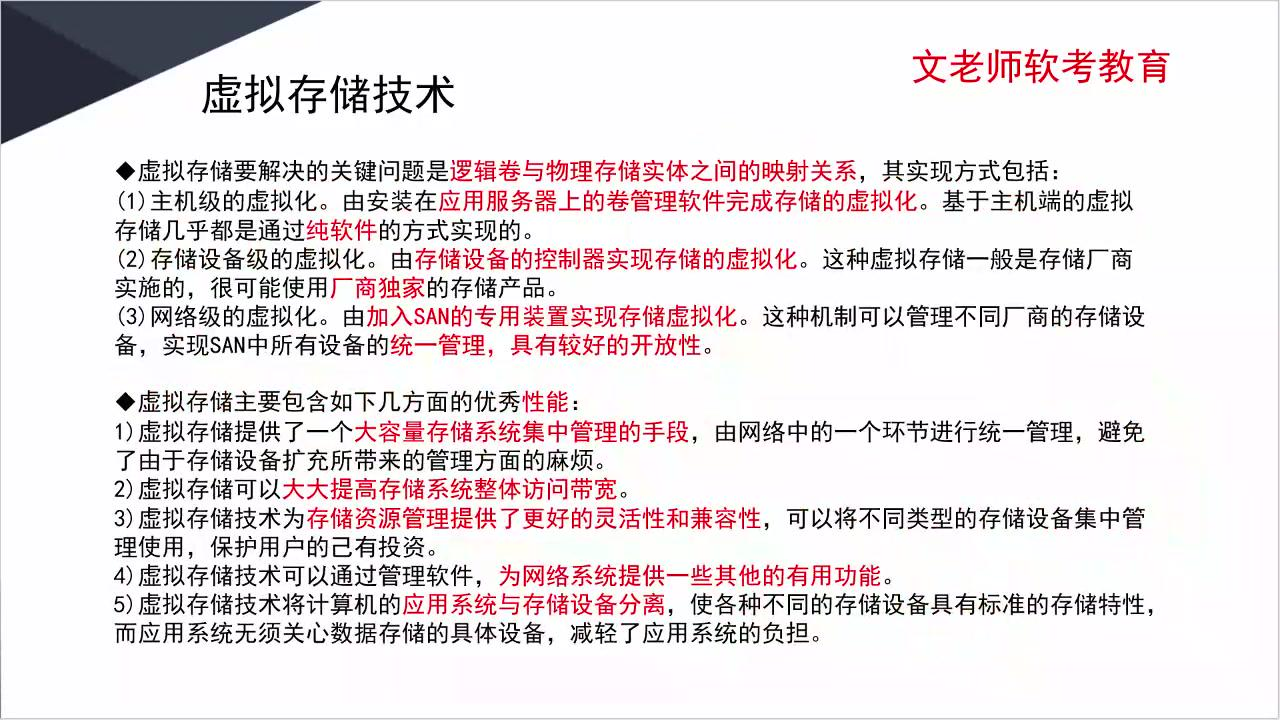 文老师软考教育
虚拟存储技术
◆虚拟存储要解决的关键问题是逻辑卷与物理存储实体之间的映射关系，其实现方式包括：
(1)主机级的虚拟化。由安装在应用服务器上的卷管理软件完成存储的虚拟化。基于主机端的虚拟
存储几乎都是通过纯软件的方式实现的。
(2)存储设备级的虚拟化。由存储设备的控制器实现存储的虚拟化。这种虚拟存储一般是存储厂商
实施的，很可能使用厂商独家的存储产品。
(3)网络级的虚拟化。由加入SAN的专用装置实现存储虚拟化。这种机制可以管理不同厂商的存储设
备，实现SAN中所有设备的统一管理，具有较好的开放性。
◆虚拟存储主要包含如下几方面的优秀性能：
1)虚拟存储提供了一个大容量存储系统集中管理的手段，由网络中的一个环节进行统一管理，避免
了由于存储设备扩充所带来的管理方面的麻烦。
2)虚拟存储可以大大提高存储系统整体访问带宽。
3)虚拟存储技术为存储资源管理提供了更好的灵活性和兼容性，可以将不同类型的存储设备集中管
理使用，保护用户的己有投资。
4)虚拟存储技术可以通过管理软件，为网络系统提供一些其他的有用功能。
5)虚拟存储技术将计算机的应用系统与存储设备分离，使各种不同的存储设备具有标准的存储特性，
而应用系统无须关心数据存储的具体设备，减轻了应用系统的负担。